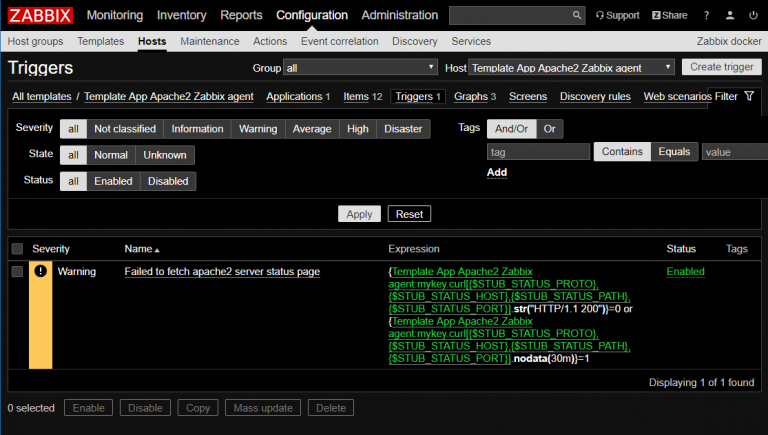 ZABBIX Monitoring Inventory Reports Configuration Administration Support Z Share ?
Host groups Templates Hosts Maintenance Actions Event correlation Discovery Services Zabbix docker
Triggers Group all Host Template App Apache2 Zabbix agent Create trigger
All templates / Template App Apache2 Zabbix agent Applications 1 Items 12 Triggers 1 Graphs 3 Screens Discovery rules Web scenarios Filter
Severity all Not classified Information Warning Average High Disaster Tags And/Or Or
State all Normal Unknown tag Contains Equals value
Status all Enabled Disabled Add
Apply Reset
Severity Name Expression Status Tags
Warning Failed to fetch apache2 server status page {Template App Apache2 Zabbix Enabled
agent:mykey.curl[{$STUB_STATUS_PROTO},
{$STUB_STATUS_HOST},{$STUB_STATUS_PATH},
{$STUB_STATUS_PORT}].str("HTTP/1.1 200")}=0 or
{Template App Apache2 Zabbix
agent:mykey.curl[{$STUB_STATUS_PROTO},
{$STUB_STATUS_HOST},{$STUB_STATUS_PATH},
{$STUB_STATUS_PORT}].nodata(30m)}=1
Displaying 1 of 1 found
0 selected Enable Disable Copy Mass update Delete